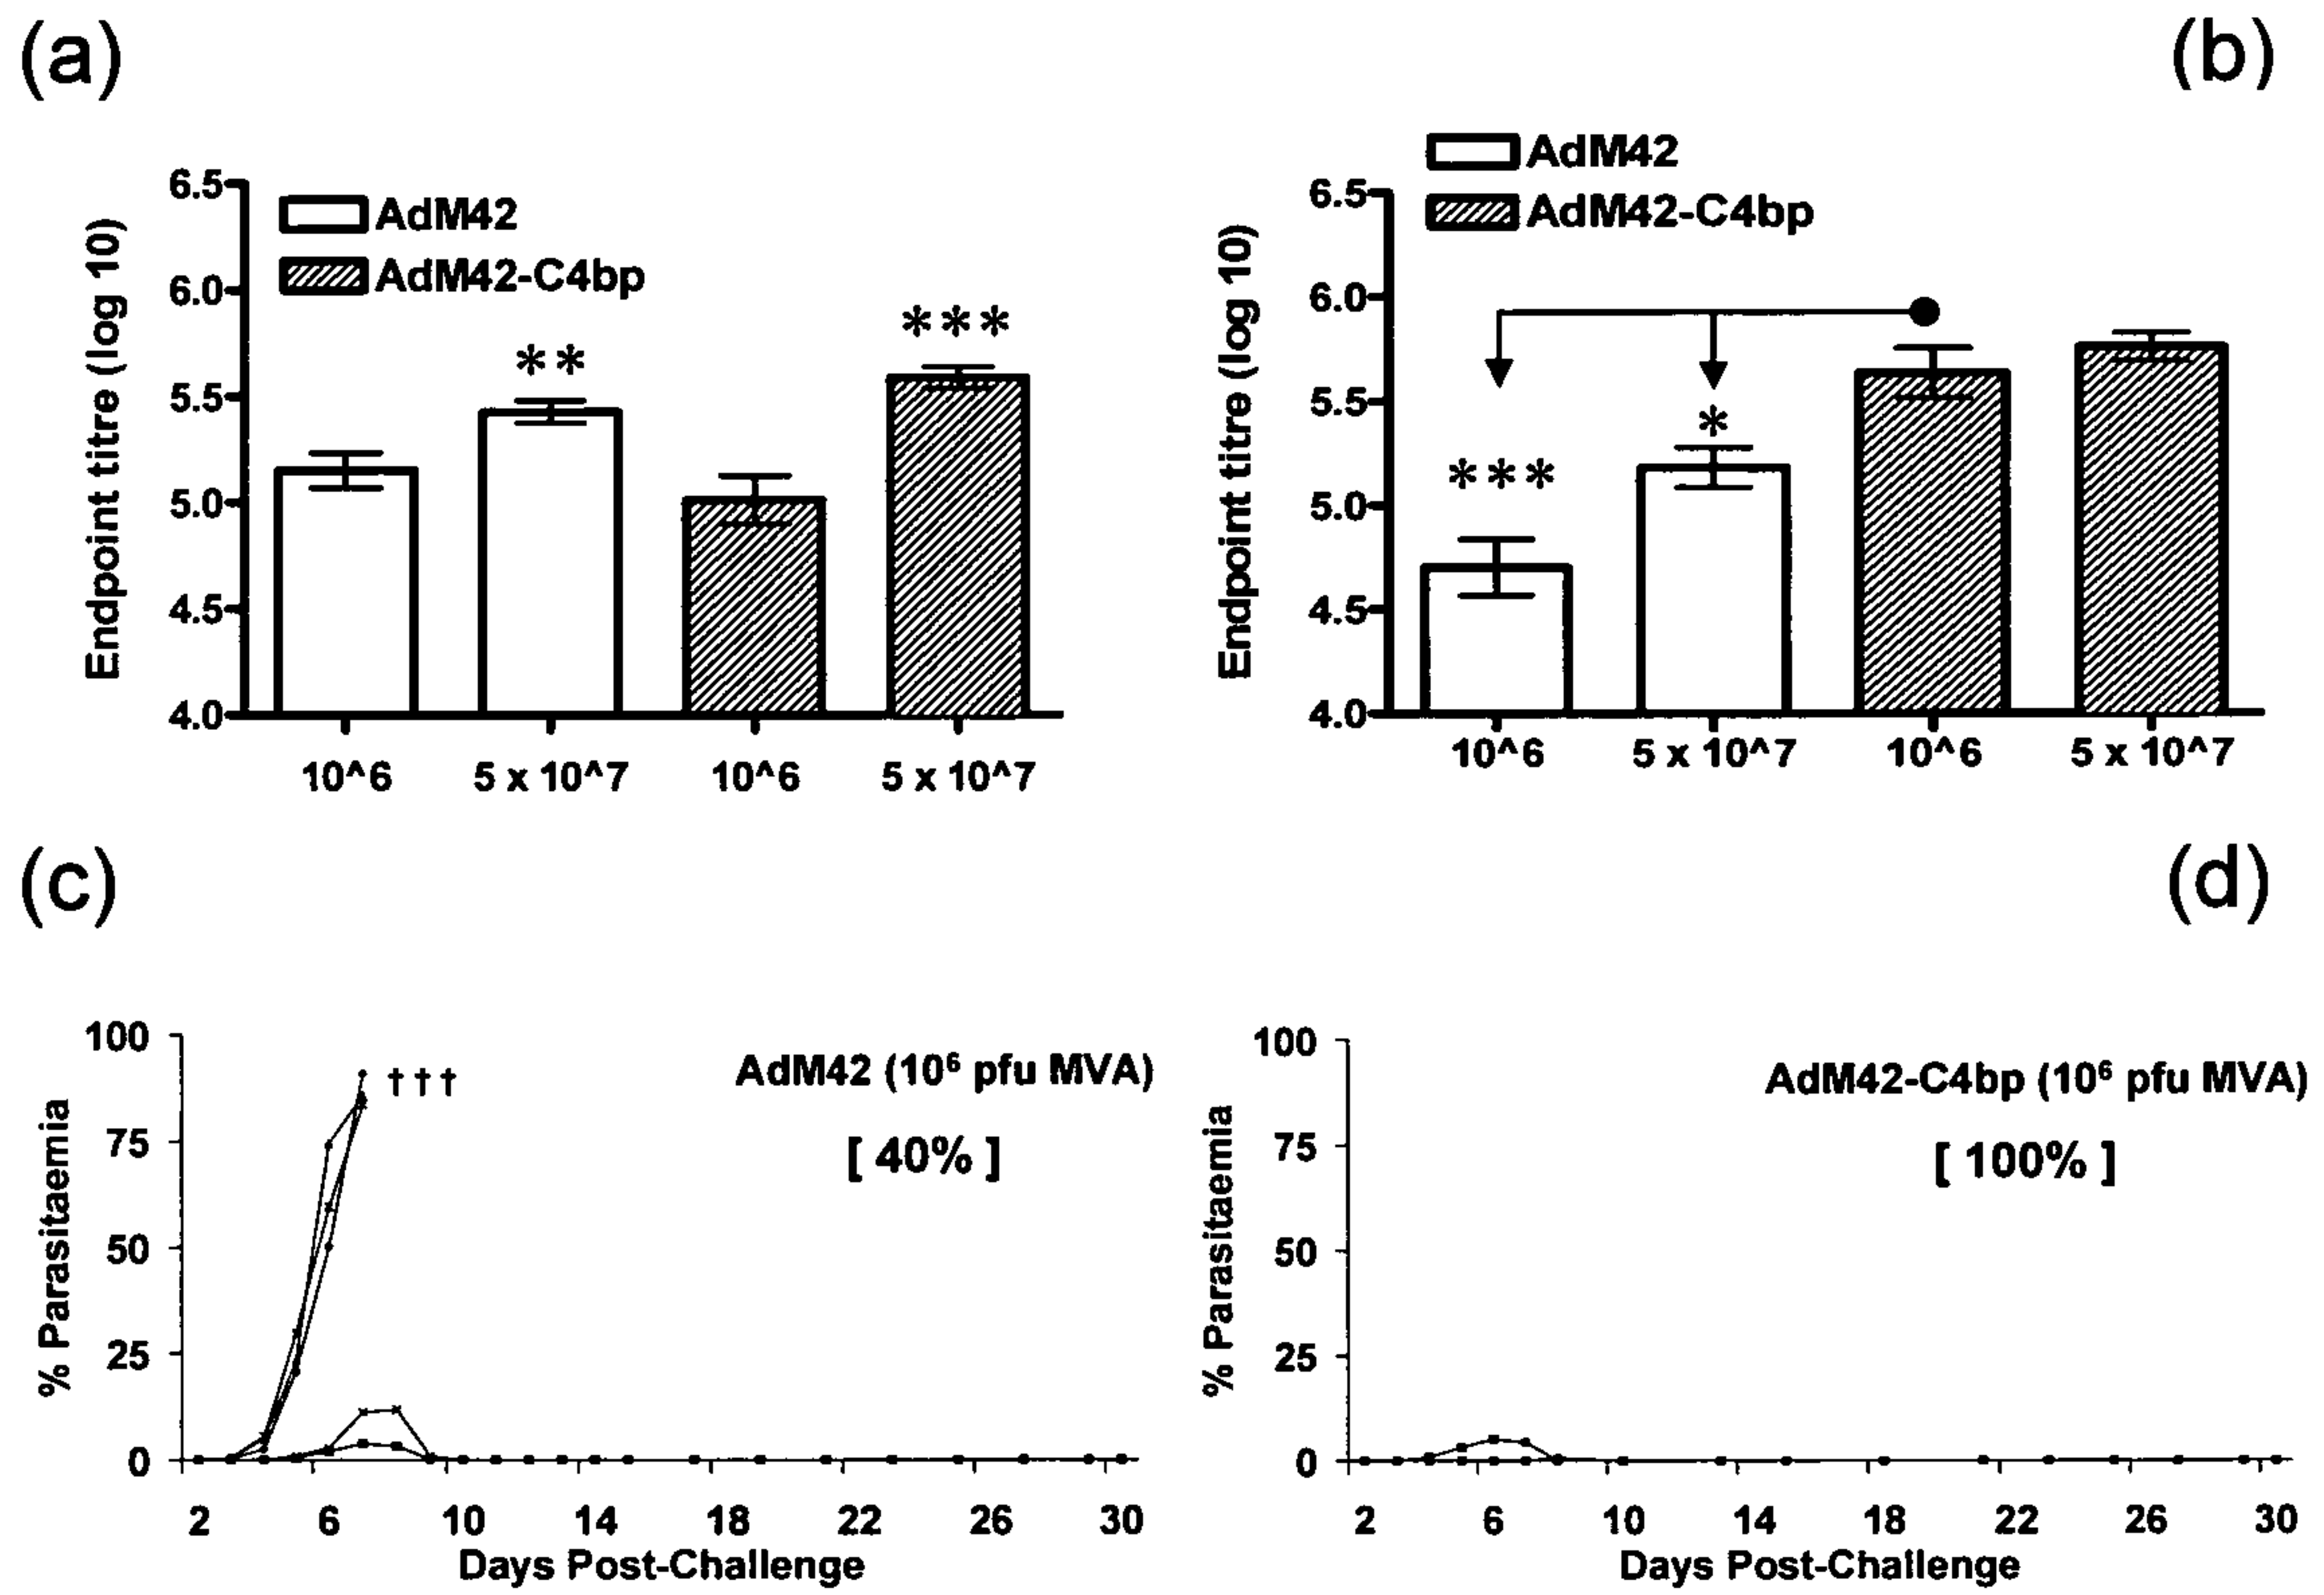 (a)
AdM42
AdM42-C4bp
Endpoint titre (log 10)
6.5
6.0
5.5
5.0
4.5
4.0
**
***
10^6
5 x 10^7
10^6
5 x 10^7
(b)
AdM42
AdM42-C4bp
Endpoint titre (log 10)
6.5
6.0
5.5
5.0
4.5
4.0
***
*
10^6
5 x 10^7
10^6
5 x 10^7
(c)
AdM42 (10⁶ pfu MVA)
[ 40% ]
†††
% Parasitaemia
100
75
50
25
0
2 6 10 14 18 22 26 30
Days Post-Challenge
(d)
AdM42-C4bp (10⁶ pfu MVA)
[ 100% ]
% Parasitaemia
100
75
50
25
0
2 6 10 14 18 22 26 30
Days Post-Challenge